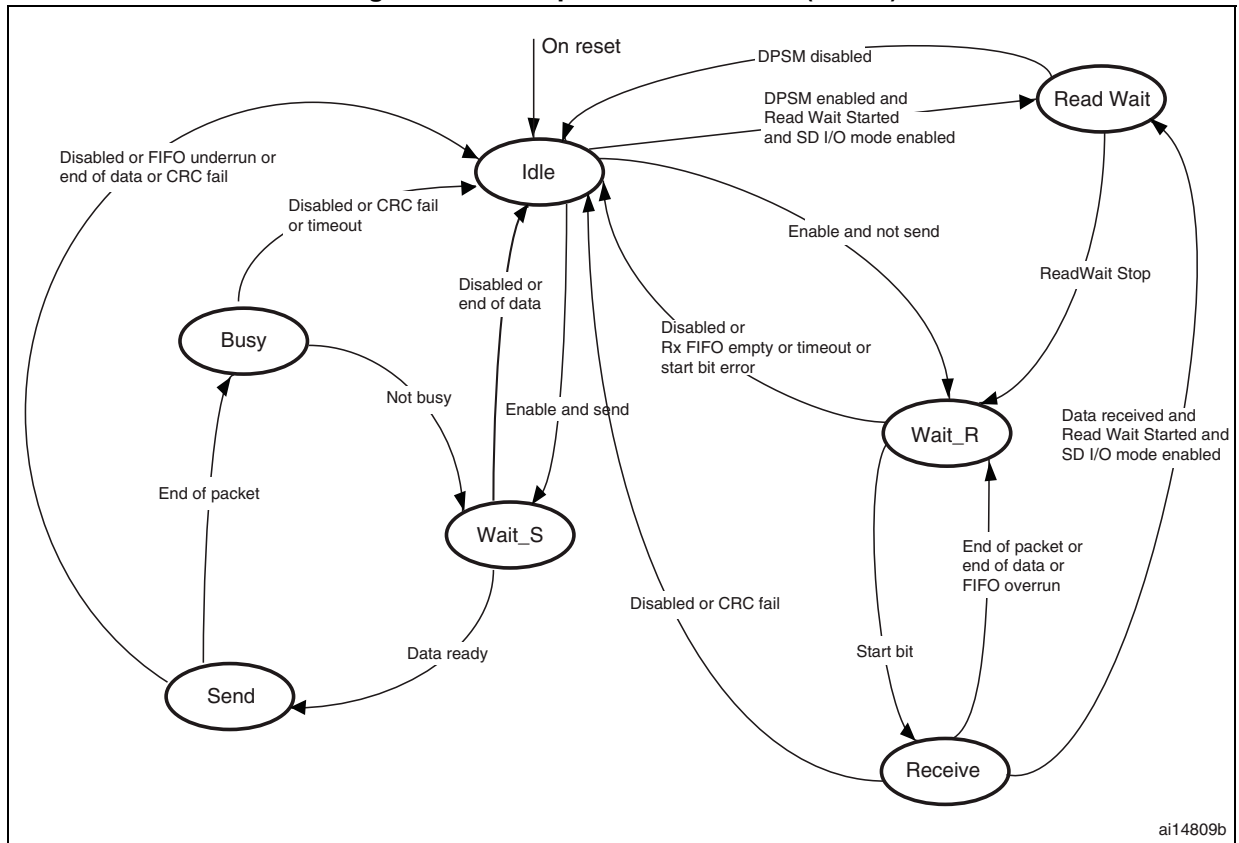 On reset
DPSM disabled
Read Wait
DPSM enabled and
Read Wait Started
and SD I/O mode enabled
Disabled or FIFO underrun or
end of data or CRC fail
Idle
Disabled or CRC fail
or timeout
Enable and not send
ReadWait Stop
Disabled or
end of data
Disabled or
Rx FIFO empty or timeout or
start bit error
Busy
Not busy
Enable and send
Wait_R
Data received and
Read Wait Started and
SD I/O mode enabled
End of packet
Wait_S
End of packet or
end of data or
FIFO overrun
Disabled or CRC fail
Data ready
Start bit
Send
Receive
ai14809b